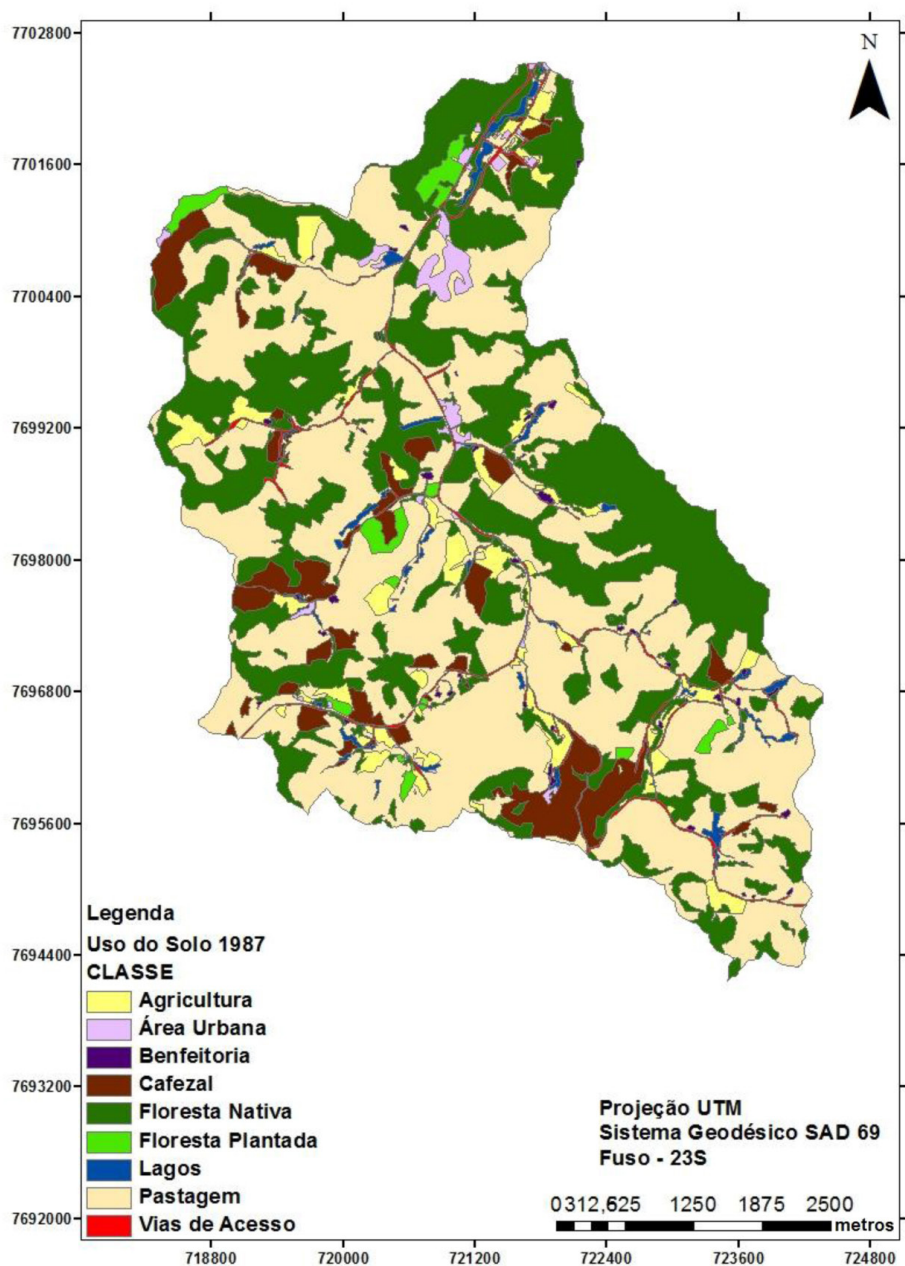 7702800
N
7701600
7700400
7699200
7698000
7696800
7695600
Legenda
Uso do Solo 1987
7694400
CLASSE
Agricultura
Área Urbana
Benfeitoria
7693200
Cafezal
Floresta Nativa
Floresta Plantada
Lagos
Pastagem
Vias de Acesso
7692000
Projeção UTM
Sistema Geodésico SAD 69
Fuso - 23S
0312,625 1250 1875 2500
metros
718800 720000 721200 722400 723600 724800